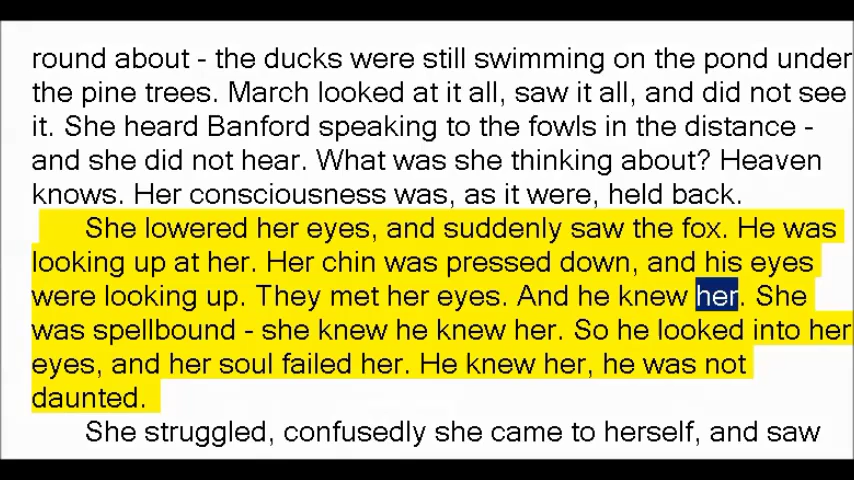 round about - the ducks were still swimming on the pond under
the pine trees. March looked at it all, saw it all, and did not see
it. She heard Banford speaking to the fowls in the distance -
and she did not hear. What was she thinking about? Heaven
knows. Her consciousness was, as it were, held back.
She lowered her eyes, and suddenly saw the fox. He was
looking up at her. Her chin was pressed down, and his eyes
were looking up. They met her eyes. And he knew her. She
was spellbound - she knew he knew her. So he looked into her
eyes, and her soul failed her. He knew her, he was not
daunted.
She struggled, confusedly she came to herself, and saw